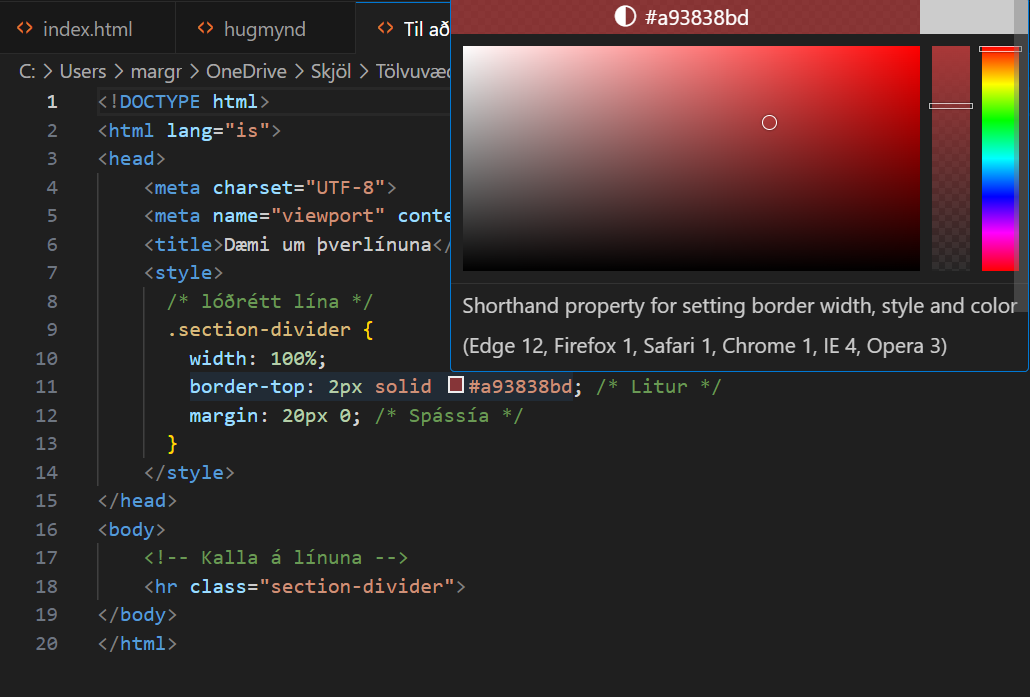 index.html
hugmynd
Til að
C: > Users > margr > OneDrive > Skjöl > Tölvuvæ
#a93838bd
Shorthand property for setting border width, style and color
(Edge 12, Firefox 1, Safari 1, Chrome 1, IE 4, Opera 3)
1 <!DOCTYPE html>
2 <html lang="is">
3 <head>
4 <meta charset="UTF-8">
5 <meta name="viewport" conte
6 <title>Dæmi um þverlínuna</
7 <style>
8 /* lóðrétt lína */
9 .section-divider {
10 width: 100%;
11 border-top: 2px solid #a93838bd; /* Litur */
12 margin: 20px 0; /* Spássía */
13 }
14 </style>
15 </head>
16 <body>
17 <!-- Kalla á línuna -->
18 <hr class="section-divider">
19 </body>
20 </html>